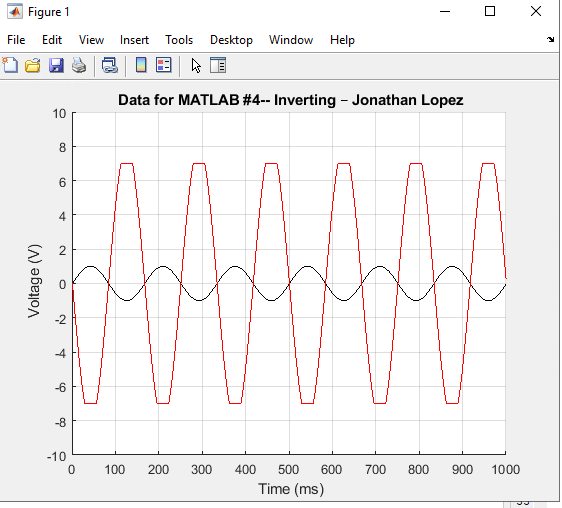 Figure 1
File Edit View Insert Tools Desktop Window Help
Data for MATLAB #4-- Inverting – Jonathan Lopez
10
8
6
4
2
0
-2
-4
-6
-8
-10
Voltage (V)
0 100 200 300 400 500 600 700 800 900 1000
Time (ms)